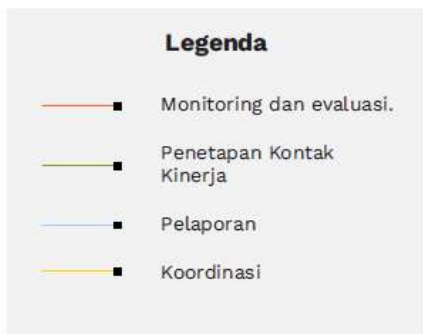 Legenda
Monitoring dan evaluasi.
Penetapan Kontak
Kinerja
Pelaporan
Koordinasi